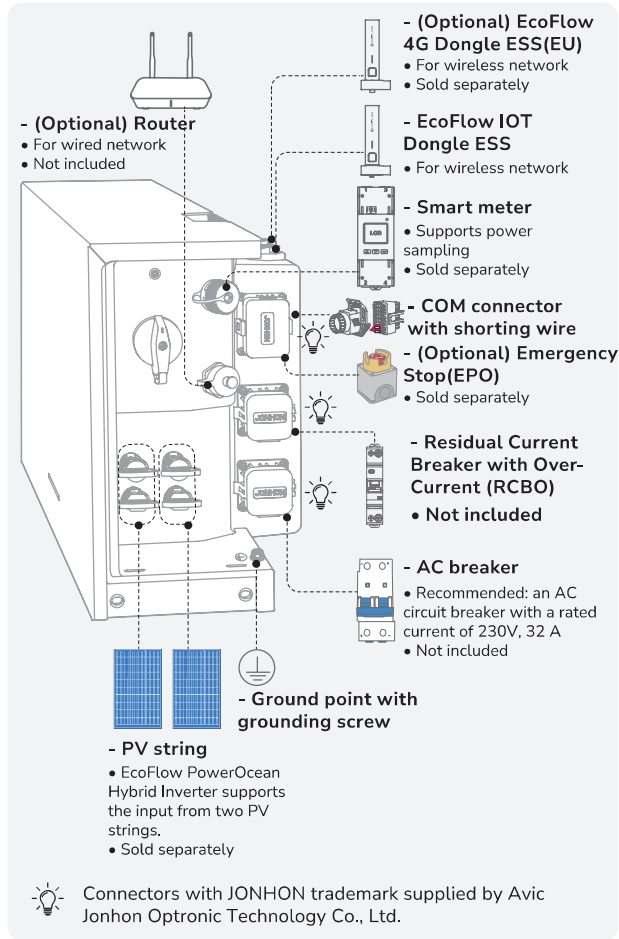 - (Optional) EcoFlow
4G Dongle ESS(EU)
• For wireless network
• Sold separately
- (Optional) Router
• For wired network
• Not included
- EcoFlow IOT
Dongle ESS
• For wireless network
LCD
- Smart meter
• Supports power
sampling
• Sold separately
- COM connector
with shorting wire
- (Optional) Emergency
Stop(EPO)
• Sold separately
JONHON
JONHON
- Residual Current
Breaker with Over-
Current (RCBO)
• Not included
JONHON
- AC breaker
• Recommended: an AC
circuit breaker with a rated
current of 230V, 32 A
• Not included
- Ground point with
grounding screw
- PV string
• EcoFlow PowerOcean
Hybrid Inverter supports
the input from two PV
strings.
• Sold separately
Connectors with JONHON trademark supplied by Avic
Jonhon Optronic Technology Co., Ltd.